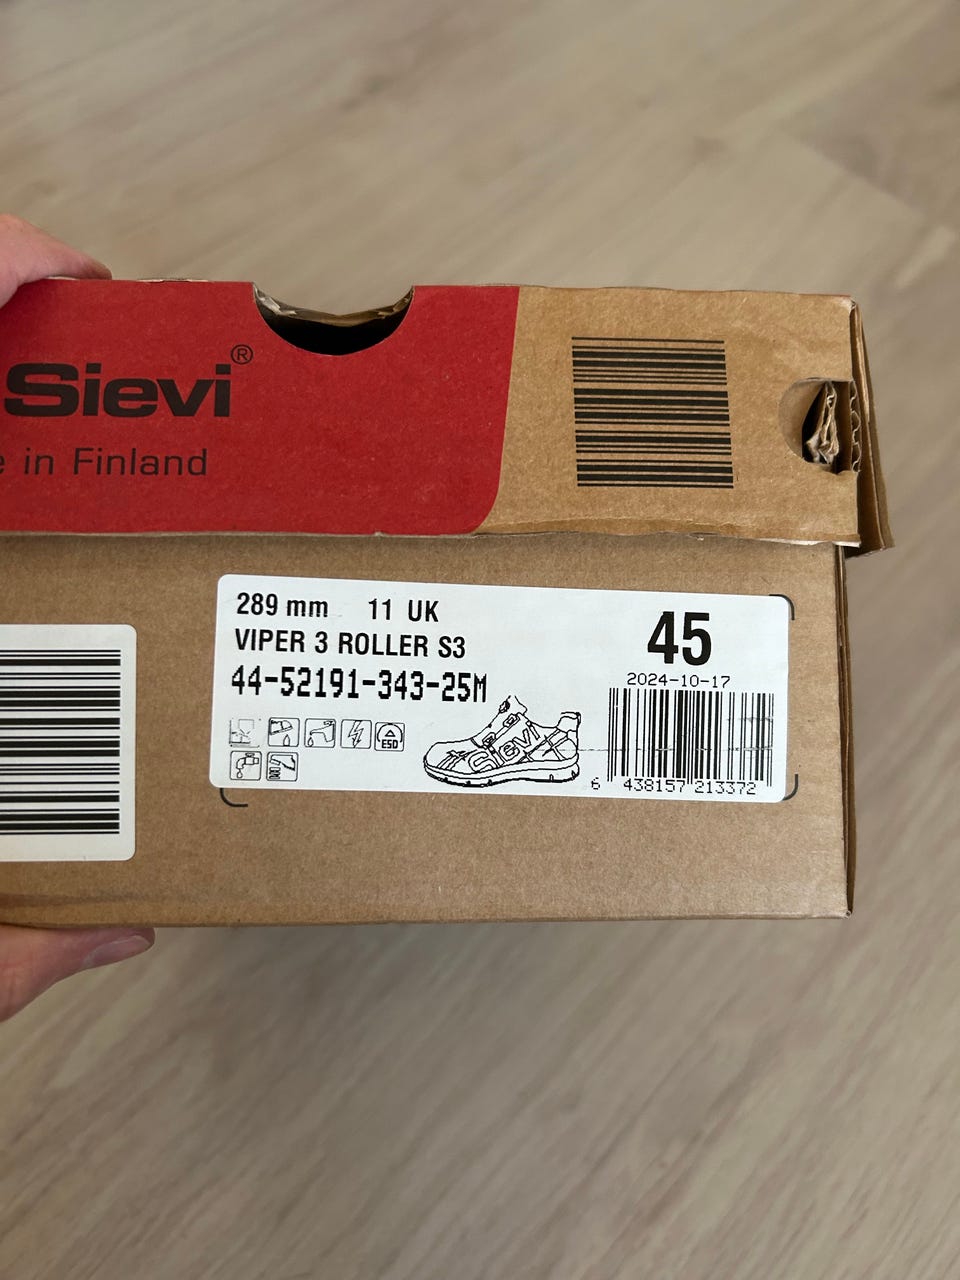 Sievi®
e in Finland
289 mm 11 UK
VIPER 3 ROLLER S3
44-52191-343-25M
45
2024-10-17
ESD
Sievi
6 438157 213372